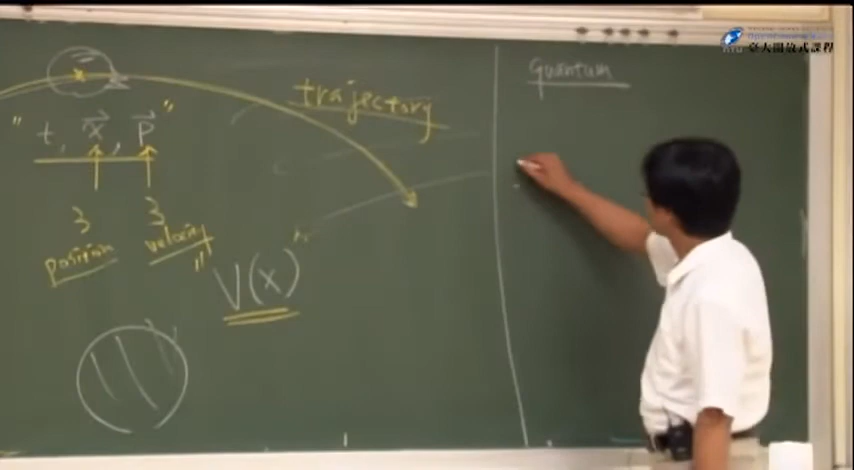 trajectory
" t, x⃗, p⃗ "
3 3
position velocity
" V(x) "
Quantum
臺大開放式課程